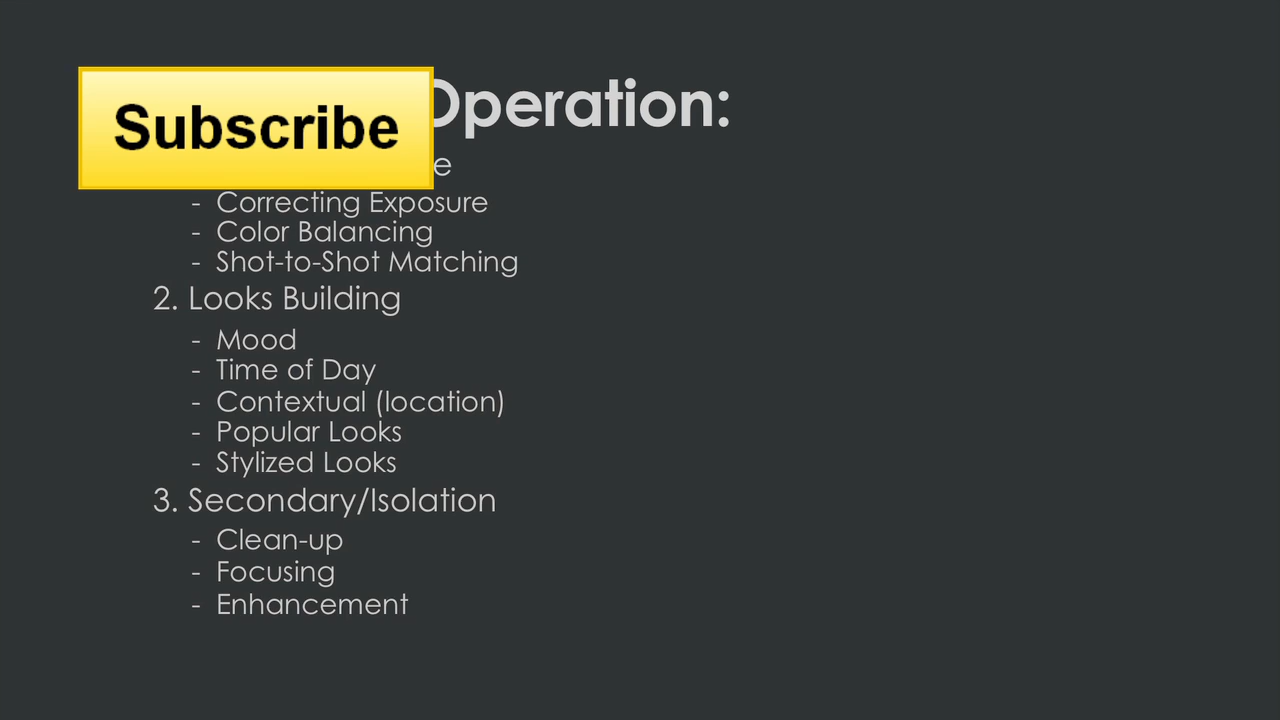 Subscribe
Operation:
- Correcting Exposure
- Color Balancing
- Shot-to-Shot Matching
2. Looks Building
- Mood
- Time of Day
- Contextual (location)
- Popular Looks
- Stylized Looks
3. Secondary/Isolation
- Clean-up
- Focusing
- Enhancement